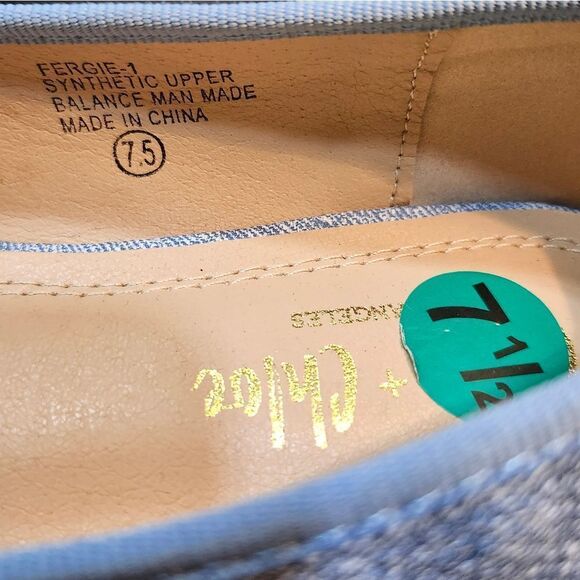 FERGIE-1
SYNTHETIC UPPER
BALANCE MAN MADE
MADE IN CHINA
7.5
7 1/2
+ Chloe
ANGELES